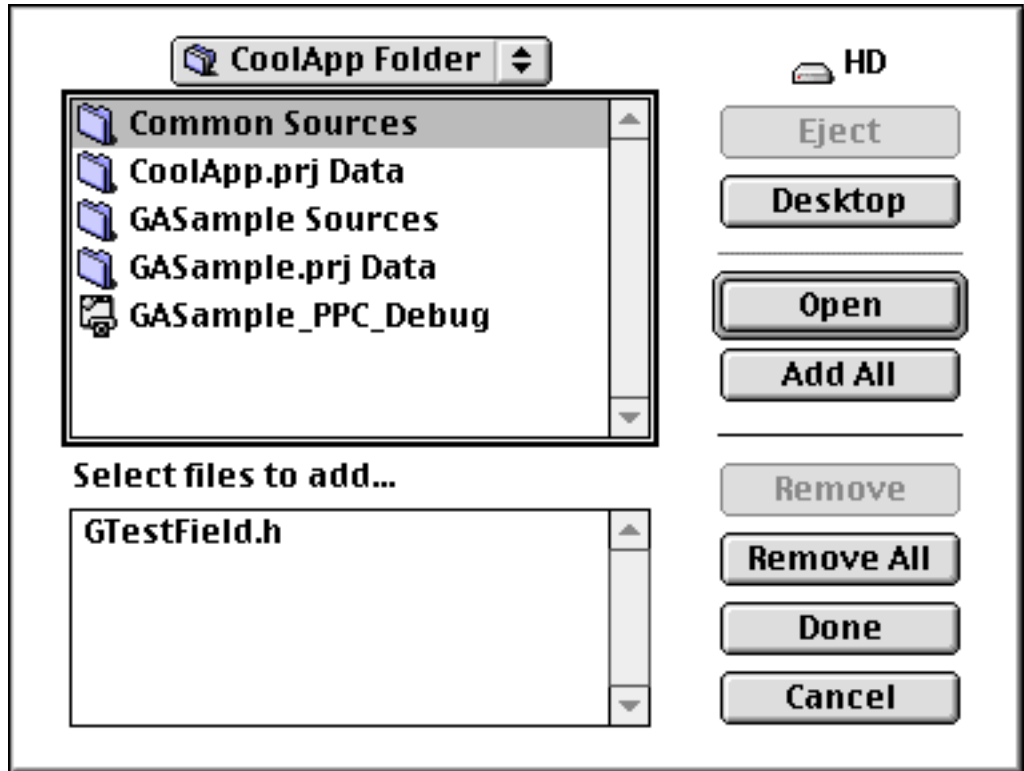 CoolApp Folder
HD
Common Sources
CoolApp.prj Data
GASample Sources
GASample.prj Data
GASample_PPC_Debug
Eject
Desktop
Open
Add All
Select files to add...
GTestField.h
Remove
Remove All
Done
Cancel